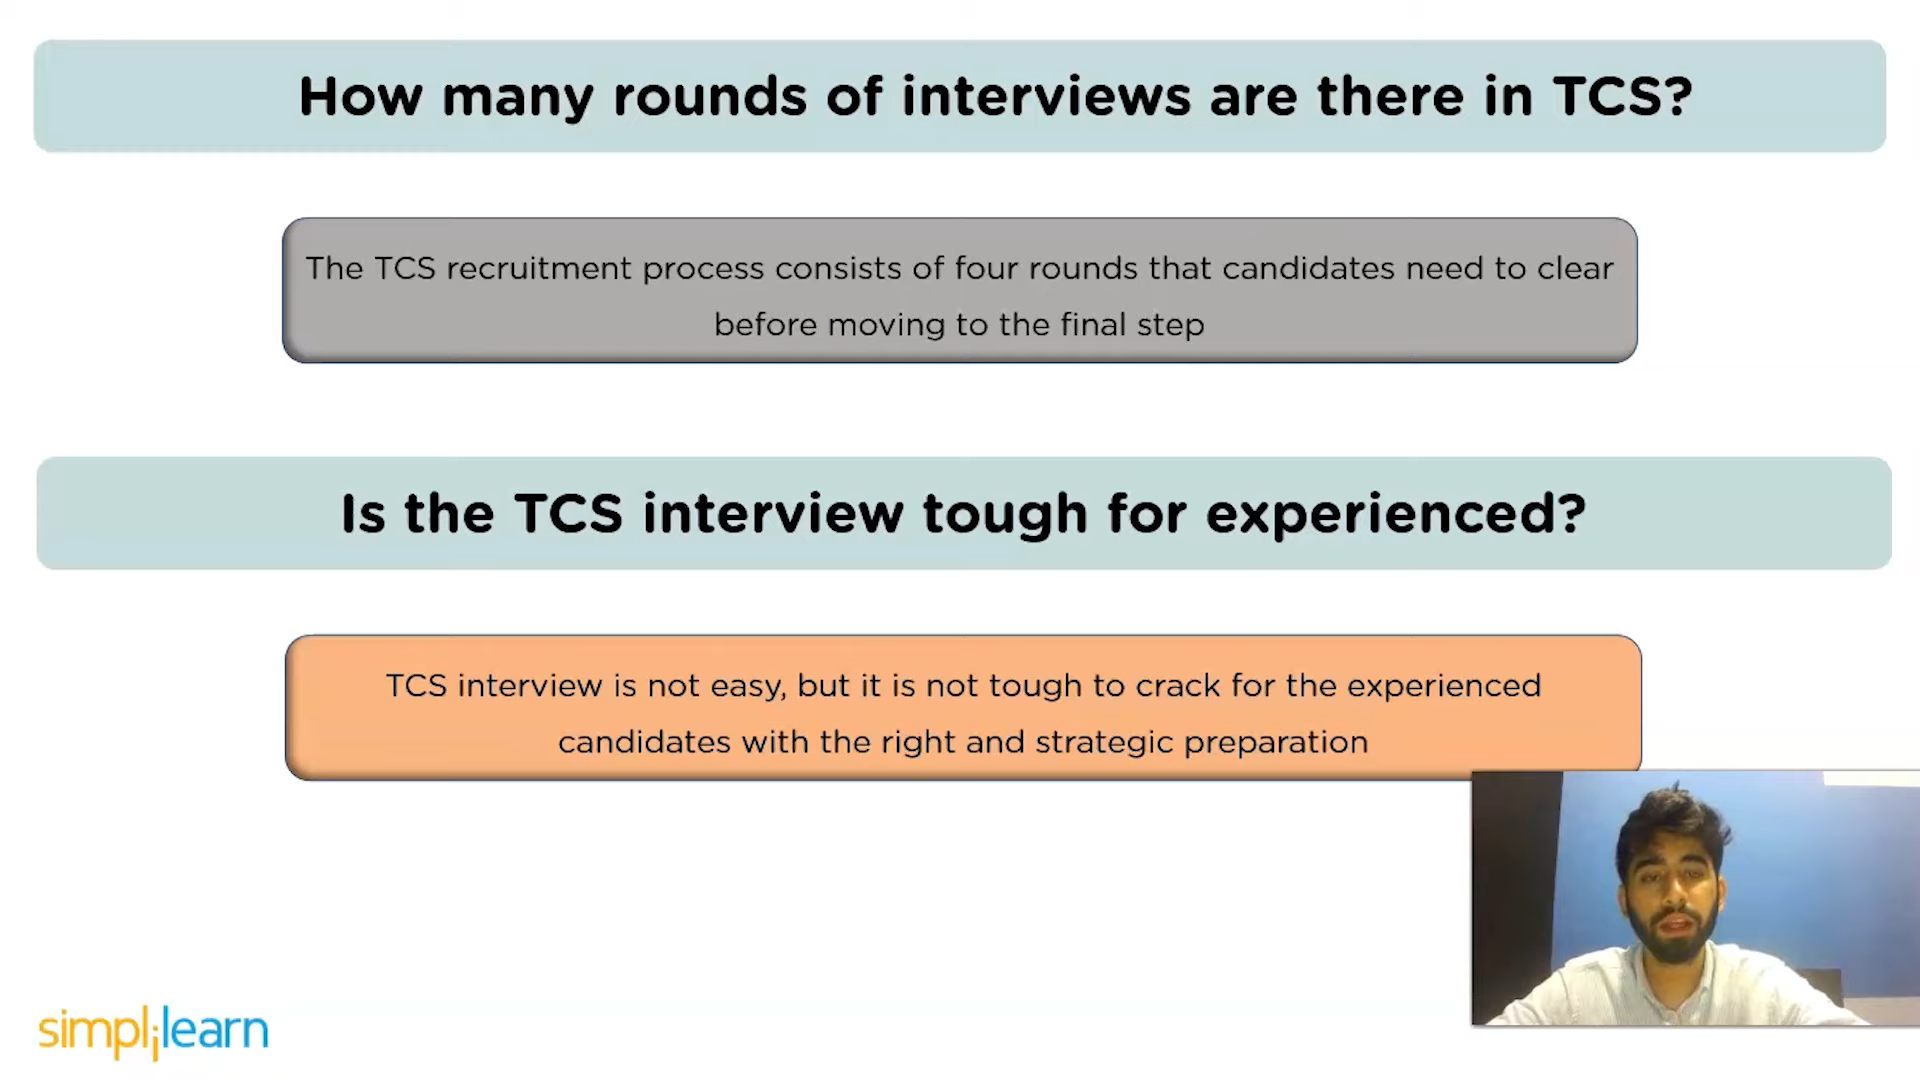 How many rounds of interviews are there in TCS?
The TCS recruitment process consists of four rounds that candidates need to clear
before moving to the final step
Is the TCS interview tough for experienced?
TCS interview is not easy, but it is not tough to crack for the experienced
candidates with the right and strategic preparation
simplilearn